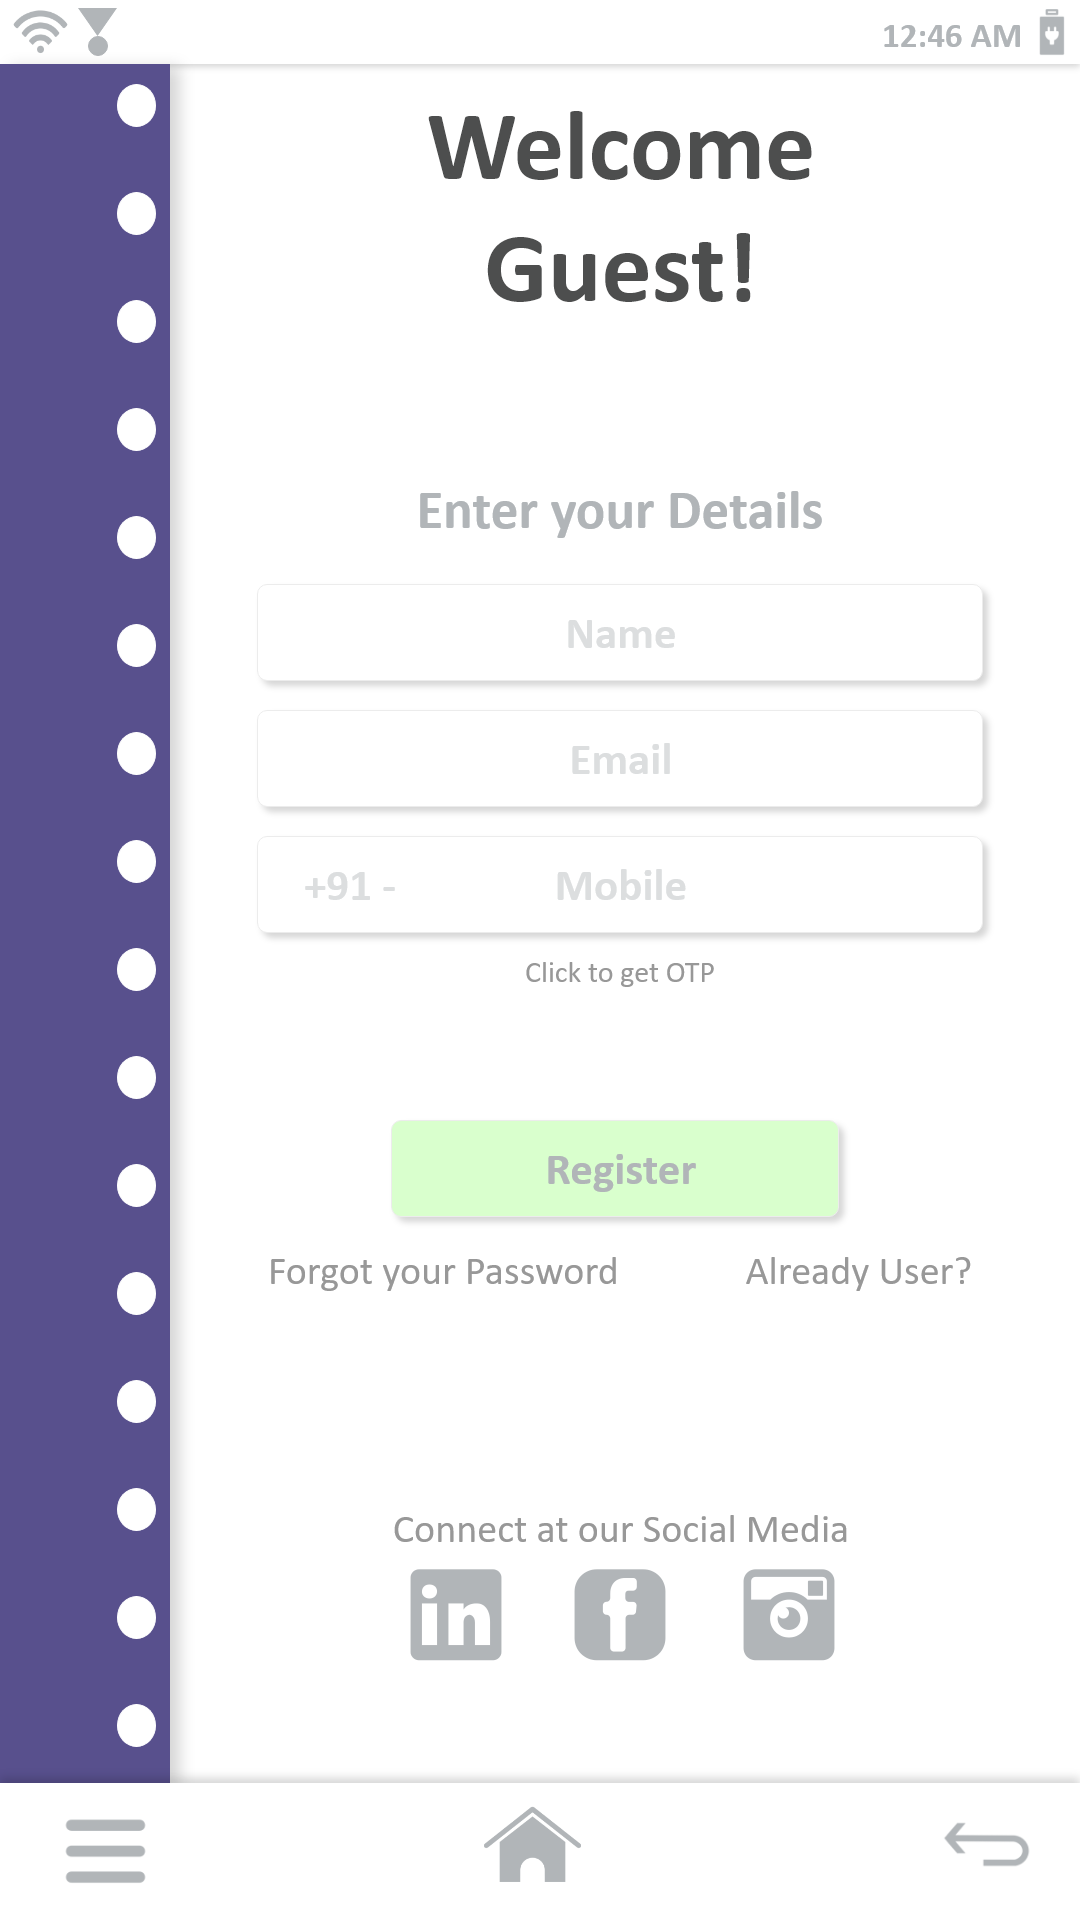 12:46 AM
Welcome
Guest!
Enter your Details
Name
Email
+91 - Mobile
Click to get OTP
Register
Forgot your Password Already User?
Connect at our Social Media
in f